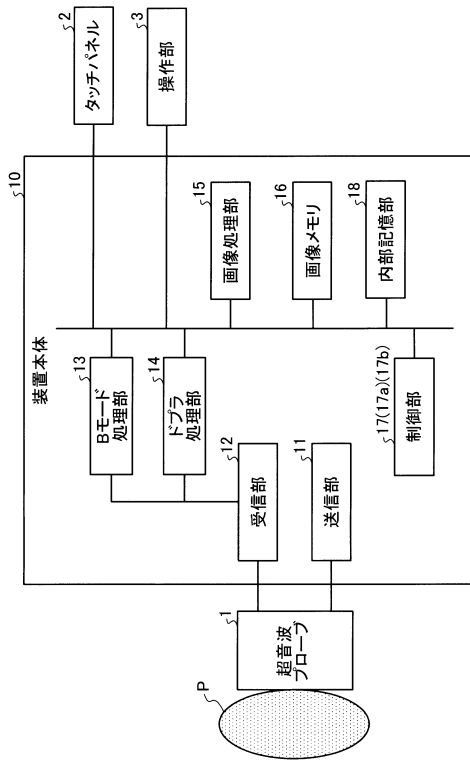 P
1
超音波
プローブ
10
装置本体
11
送信部
12
受信部
13
Bモード
処理部
14
ドプラ
処理部
17(17a)(17b)
制御部
15
画像処理部
16
画像メモリ
18
内部記憶部
2
タッチパネル
3
操作部